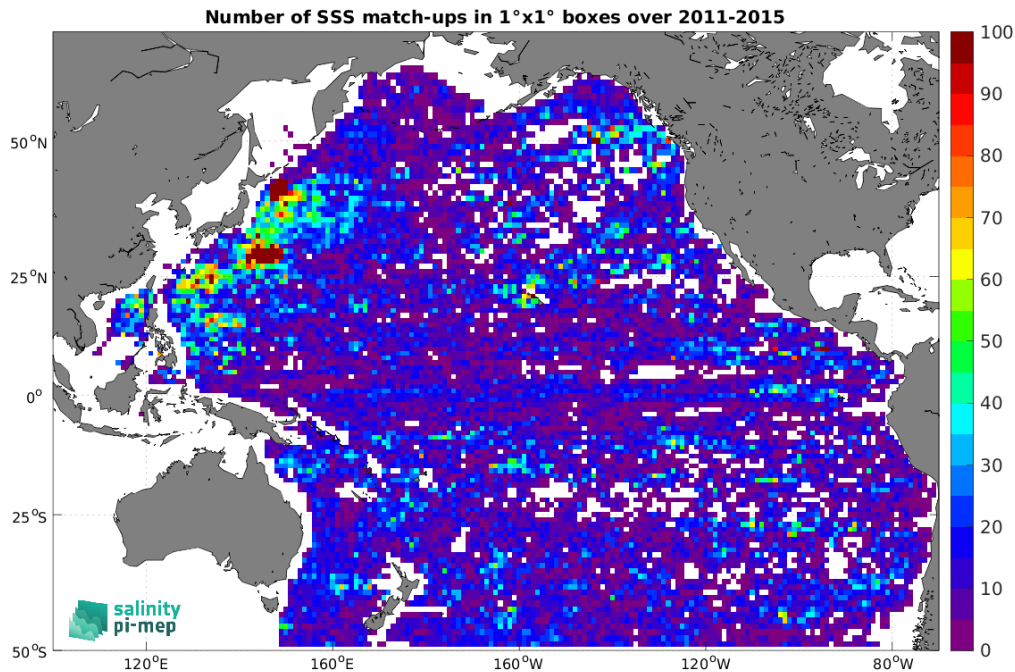 Number of SSS match-ups in 1°x1° boxes over 2011-2015
100
90
80
70
60
50
40
30
20
10
0
50°N
25°N
0°
25°S
50°S
120°E
160°E
160°W
120°W
80°W
salinity
pi-mep